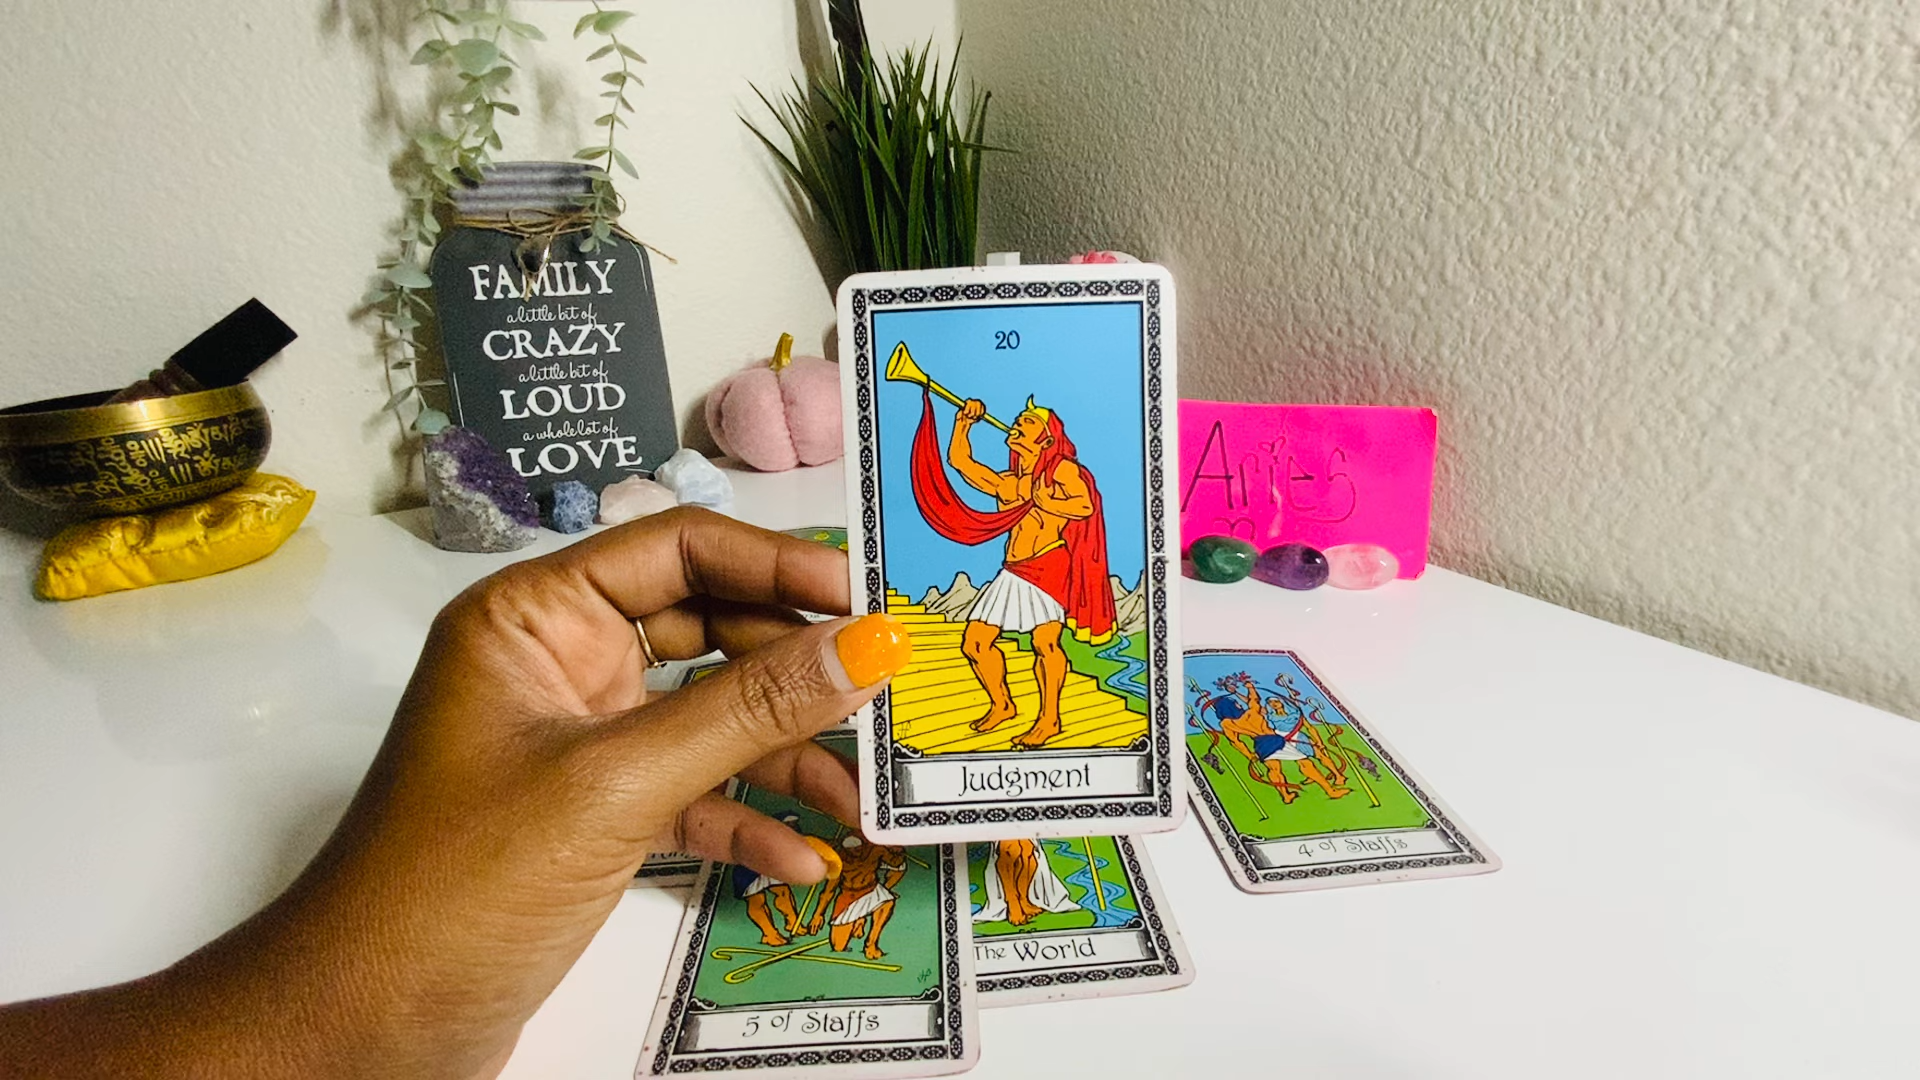 FAMILY
a little bit of
CRAZY
a little bit of
LOUD
a whole lot of
LOVE
20
Judgment
Aries
4 of Staffs
The World
5 of Staffs